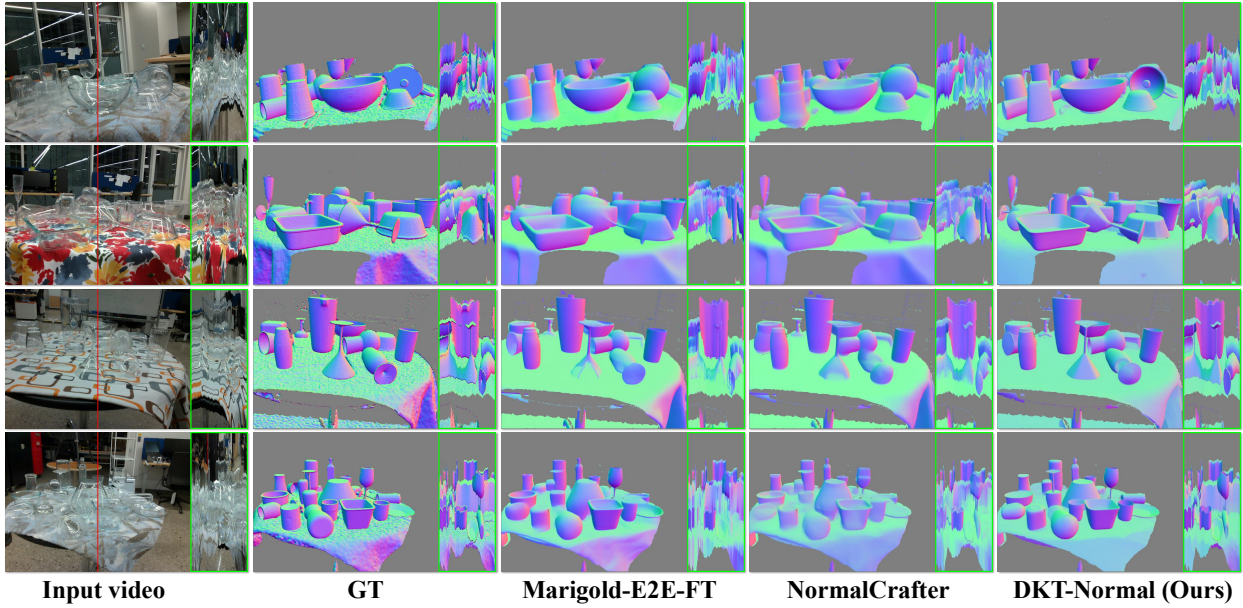 Input video
GT
Marigold-E2E-FT
NormalCrafter
DKT-Normal (Ours)